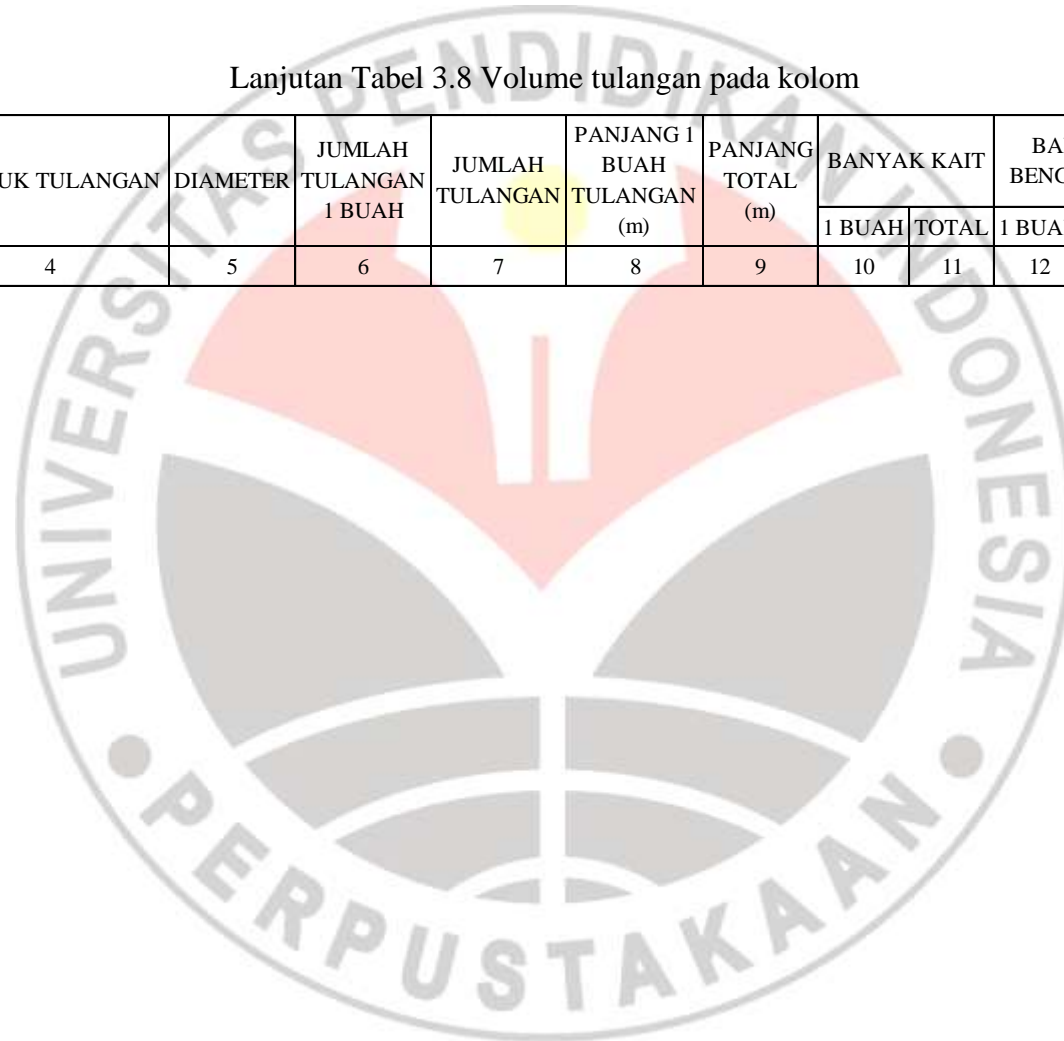 Lanjutan Tabel 3.8 Volume tulangan pada kolom
UK TULANGAN DIAMETER JUMLAH TULANGAN 1 BUAH JUMLAH TULANGAN PANJANG 1 BUAH TULANGAN (m) PANJANG TOTAL (m) BANYAK KAIT BA BENG
1 BUAH TOTAL 1 BUA
4 5 6 7 8 9 10 11 12
UNIVERSITAS PENDIDIKAN INDONESIA
PERPUSTAKAAN